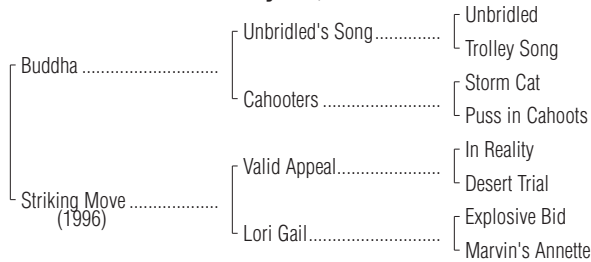 Unbridled
Unbridled's Song..............
Trolley Song
Buddha .............................
Storm Cat
Cahooters .........................
Puss in Cahoots
In Reality
Valid Appeal......................
Desert Trial
Striking Move ...................
(1996)
Explosive Bid
Lori Gail............................
Marvin's Annette